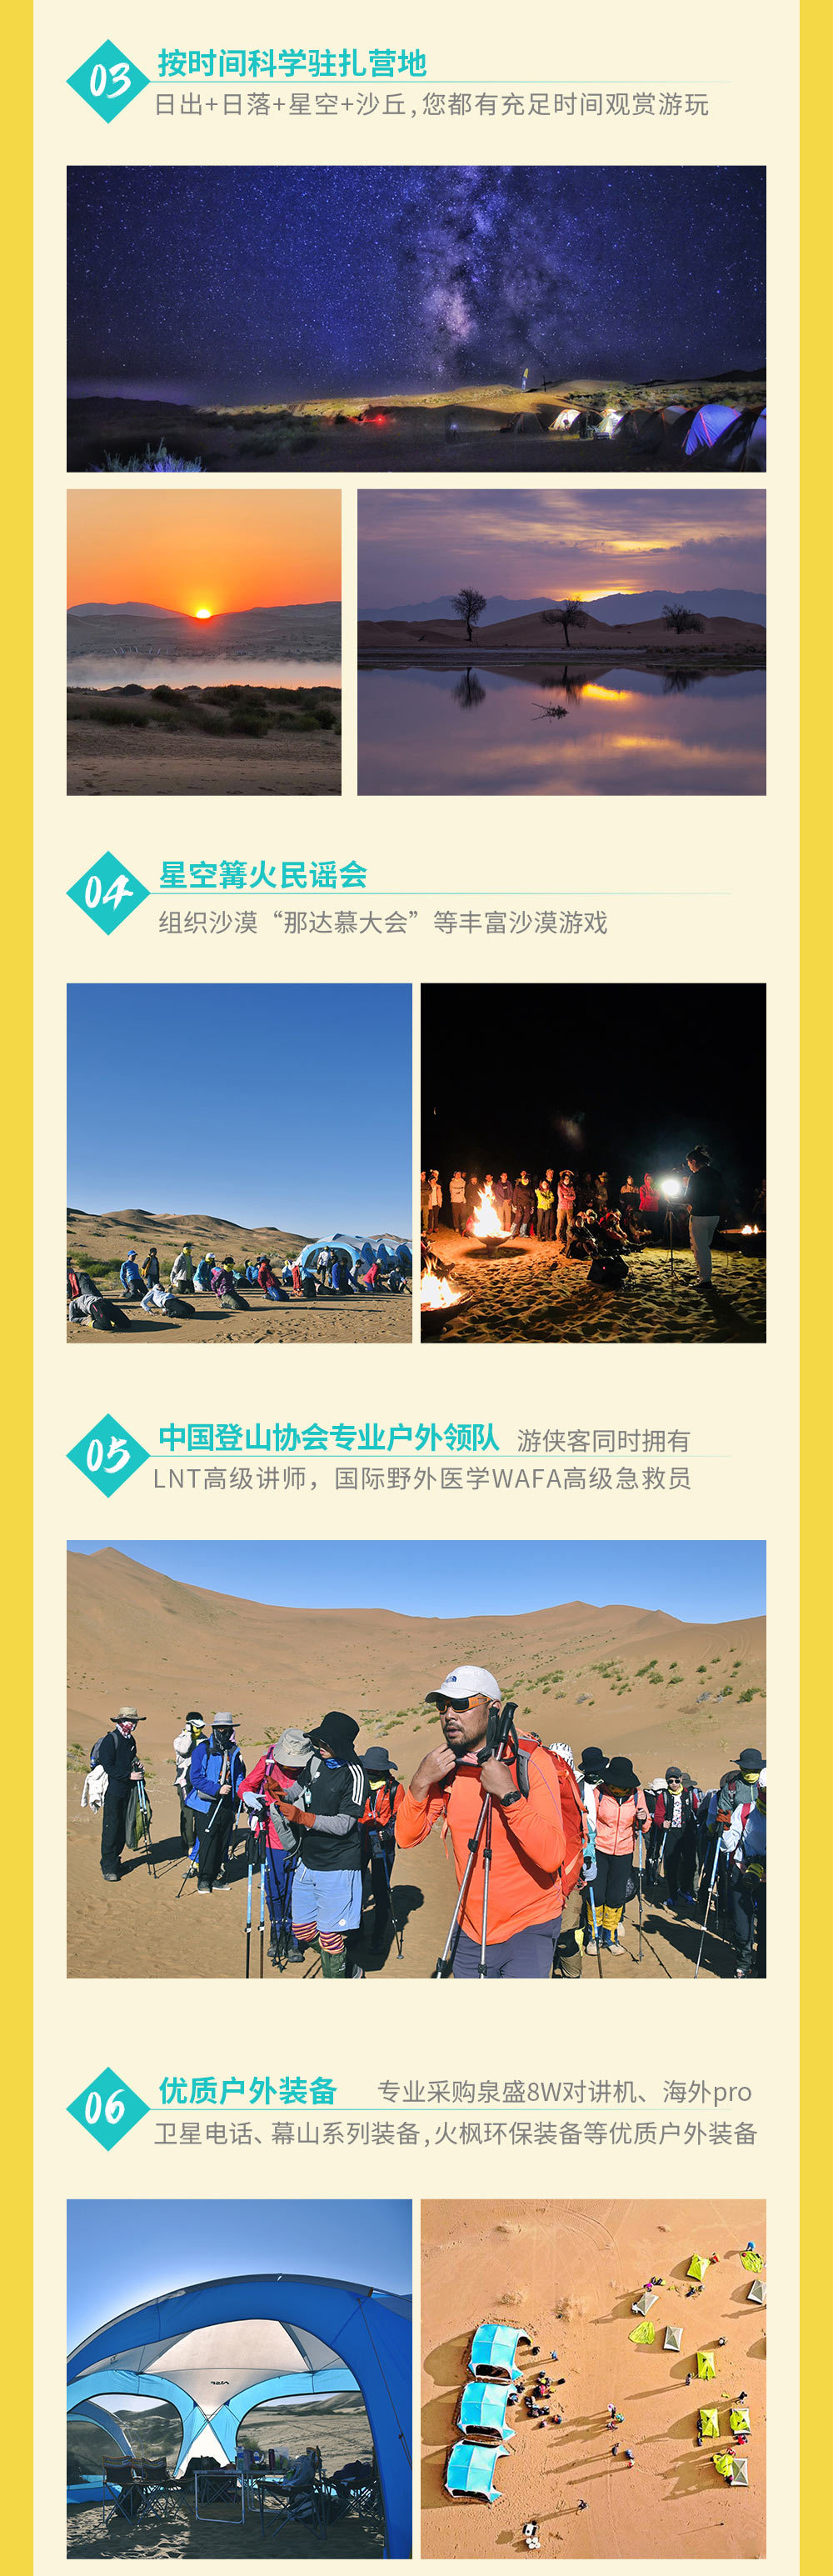 03
按时间科学驻扎营地
日出+日落+星空+沙丘,您都有充足时间观赏游玩
04
星空篝火民谣会
组织沙漠“那达慕大会”等丰富沙漠游戏
05
中国登山协会专业户外领队 游侠客同时拥有
LNT高级讲师，国际野外医学WAFA高级急救员
06
优质户外装备 专业采购泉盛8W对讲机、海外pro
卫星电话、幕山系列装备,火枫环保装备等优质户外装备